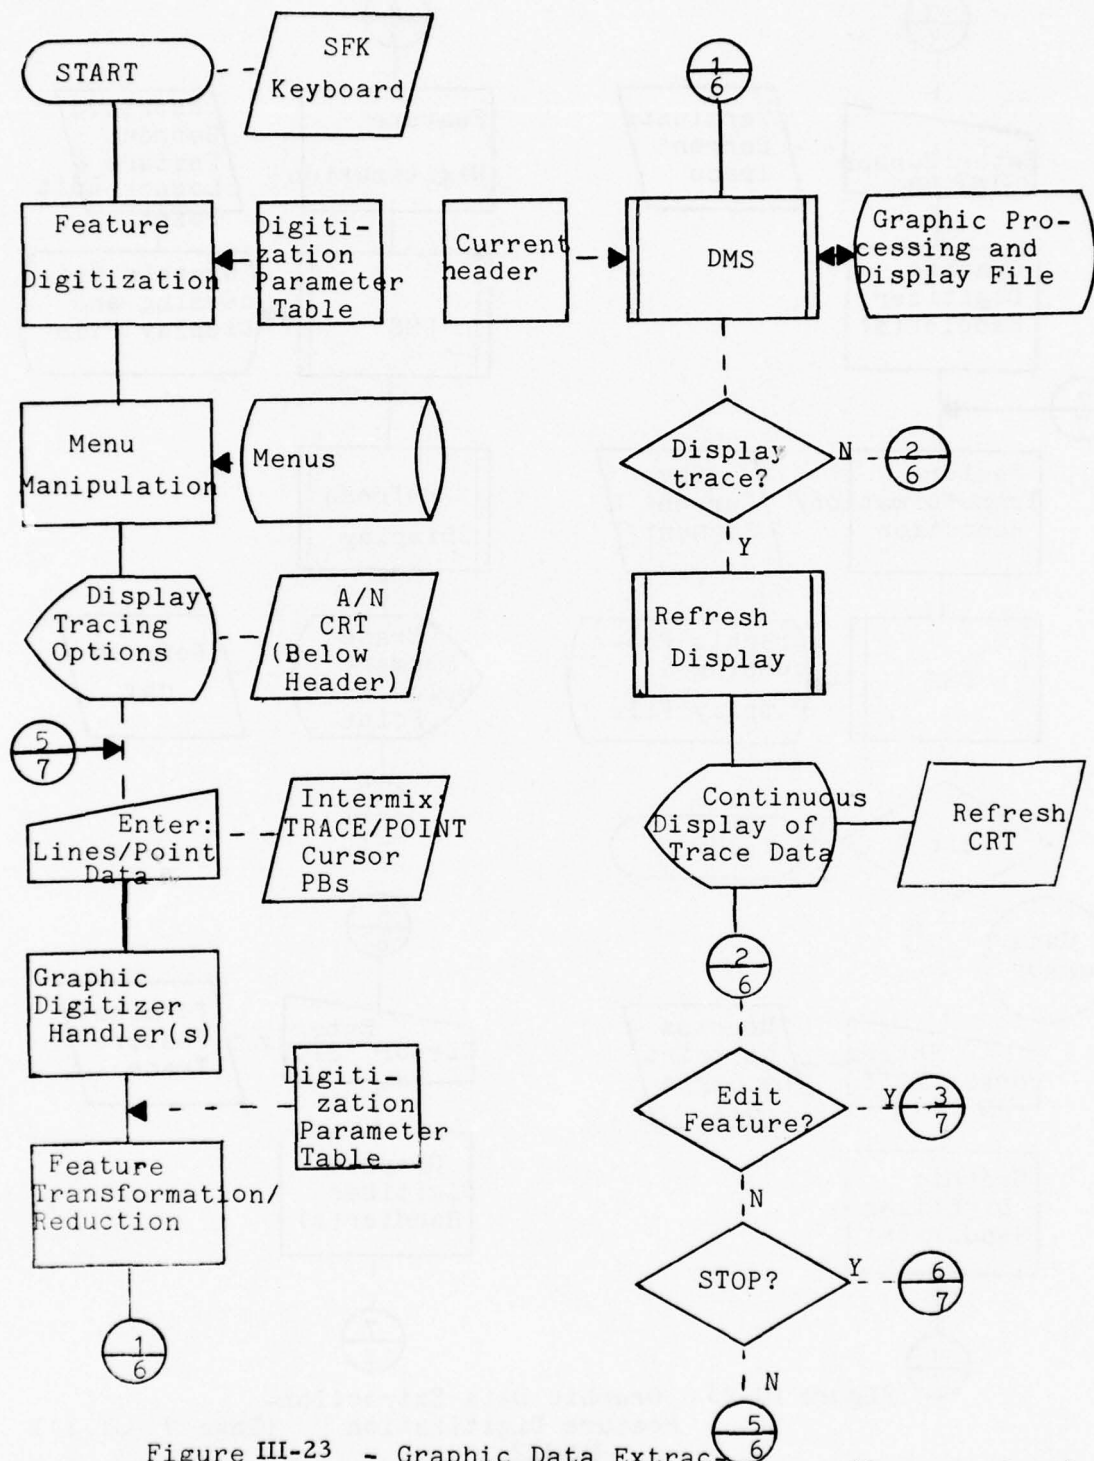 START
SFK
Keyboard
Feature
Digitization
Digiti-
zation
Parameter
Table
Menu
Manipulation
Menus
Display:
Tracing
Options
A/N
CRT
(Below
Header)
5
7
Enter:
Lines/Point
Data
Intermix:
TRACE/POINT
Cursor
PBs
Graphic
Digitizer
Handler(s)
Digiti-
zation
Parameter
Table
Feature
Transformation/
Reduction
1
6
1
6
Current
header
DMS
Graphic Pro-
cessing and
Display File
Display
trace?
N
2
6
Y
Refresh
Display
Continuous
Display of
Trace Data
Refresh
CRT
2
6
Edit
Feature?
Y
3
7
N
STOP?
Y
6
7
N
5
6
Figure III-23 - Graphic Data Extrac-